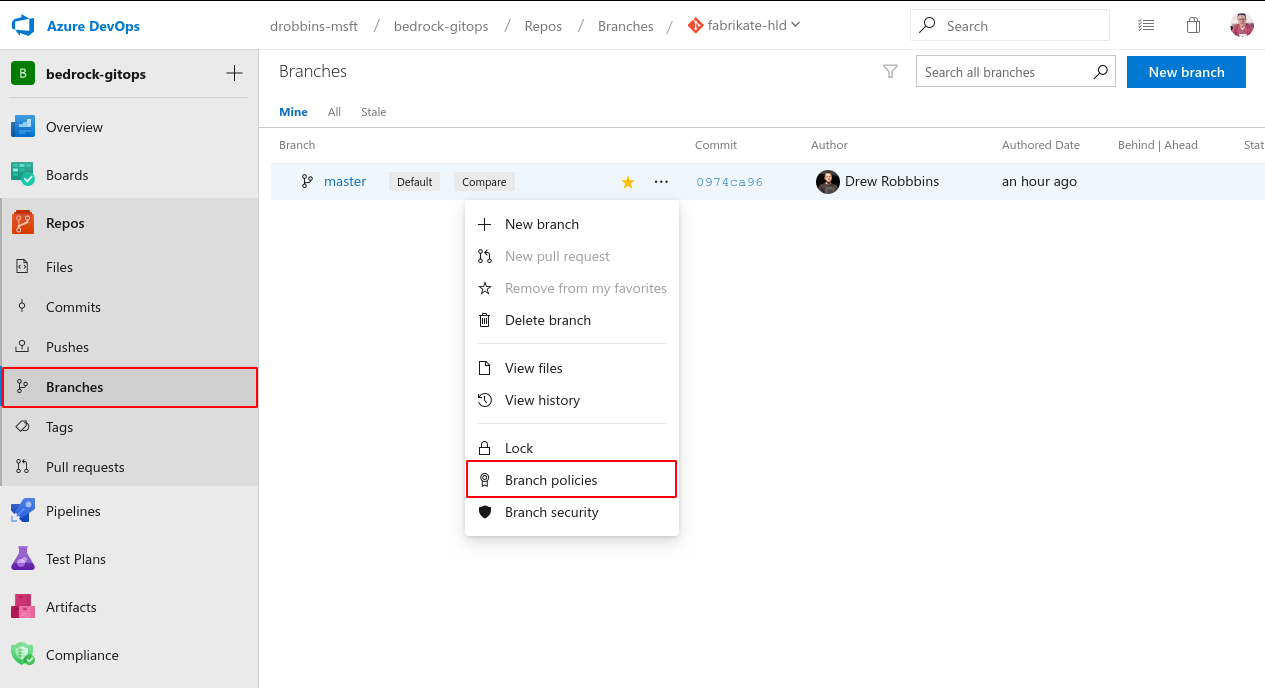 Azure DevOps
drobbins-msft / bedrock-gitops / Repos / Branches / fabrikate-hld
Search
B bedrock-gitops
Overview
Boards
Repos
Files
Commits
Pushes
Branches
Tags
Pull requests
Pipelines
Test Plans
Artifacts
Compliance
Branches
Search all branches
New branch
Mine All Stale
Branch Commit Author Authored Date Behind | Ahead Stat
master Default Compare 0974ca96 Drew Robbbins an hour ago
New branch
New pull request
Remove from my favorites
Delete branch
View files
View history
Lock
Branch policies
Branch security